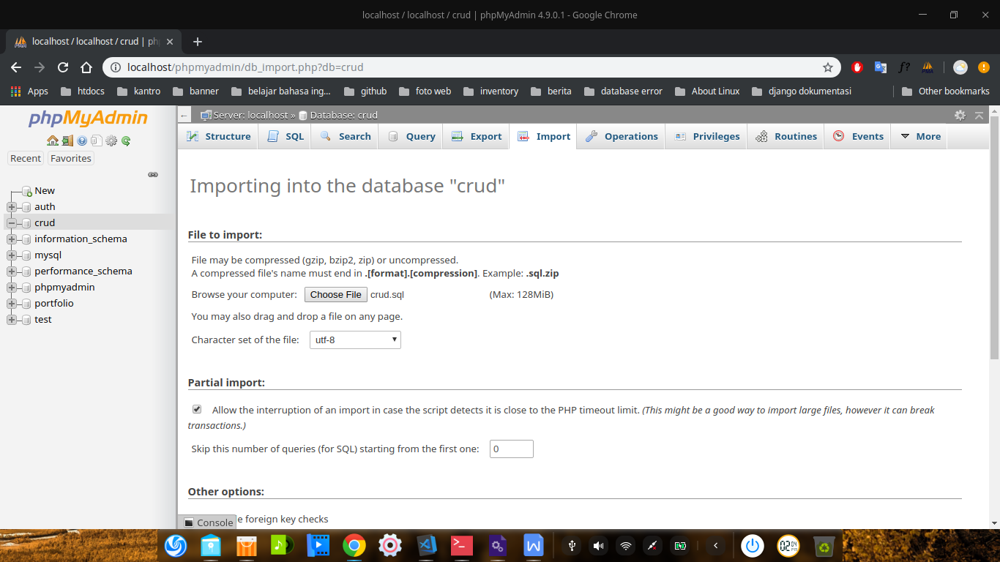 localhost / localhost / crud | phpMyAdmin 4.9.0.1 - Google Chrome
localhost / localhost / crud | ph
localhost/phpmyadmin/db_import.php?db=crud
Apps htdocs kantro banner belajar bahasa ing... github foto web inventory berita database error About Linux django dokumentasi Other bookmarks
phpMyAdmin
Recent Favorites
New
auth
crud
information_schema
mysql
performance_schema
phpmyadmin
portfolio
test
Server: localhost » Database: crud
Structure SQL Search Query Export Import Operations Privileges Routines Events More
Importing into the database "crud"
File to import:
File may be compressed (gzip, bzip2, zip) or uncompressed.
A compressed file's name must end in .[format].[compression]. Example: .sql.zip
Browse your computer: Choose File crud.sql (Max: 128MiB)
You may also drag and drop a file on any page.
Character set of the file: utf-8
Partial import:
Allow the interruption of an import in case the script detects it is close to the PHP timeout limit. (This might be a good way to import large files, however it can break
transactions.)
Skip this number of queries (for SQL) starting from the first one: 0
Other options:
e foreign key checks
Console
02 04
PM